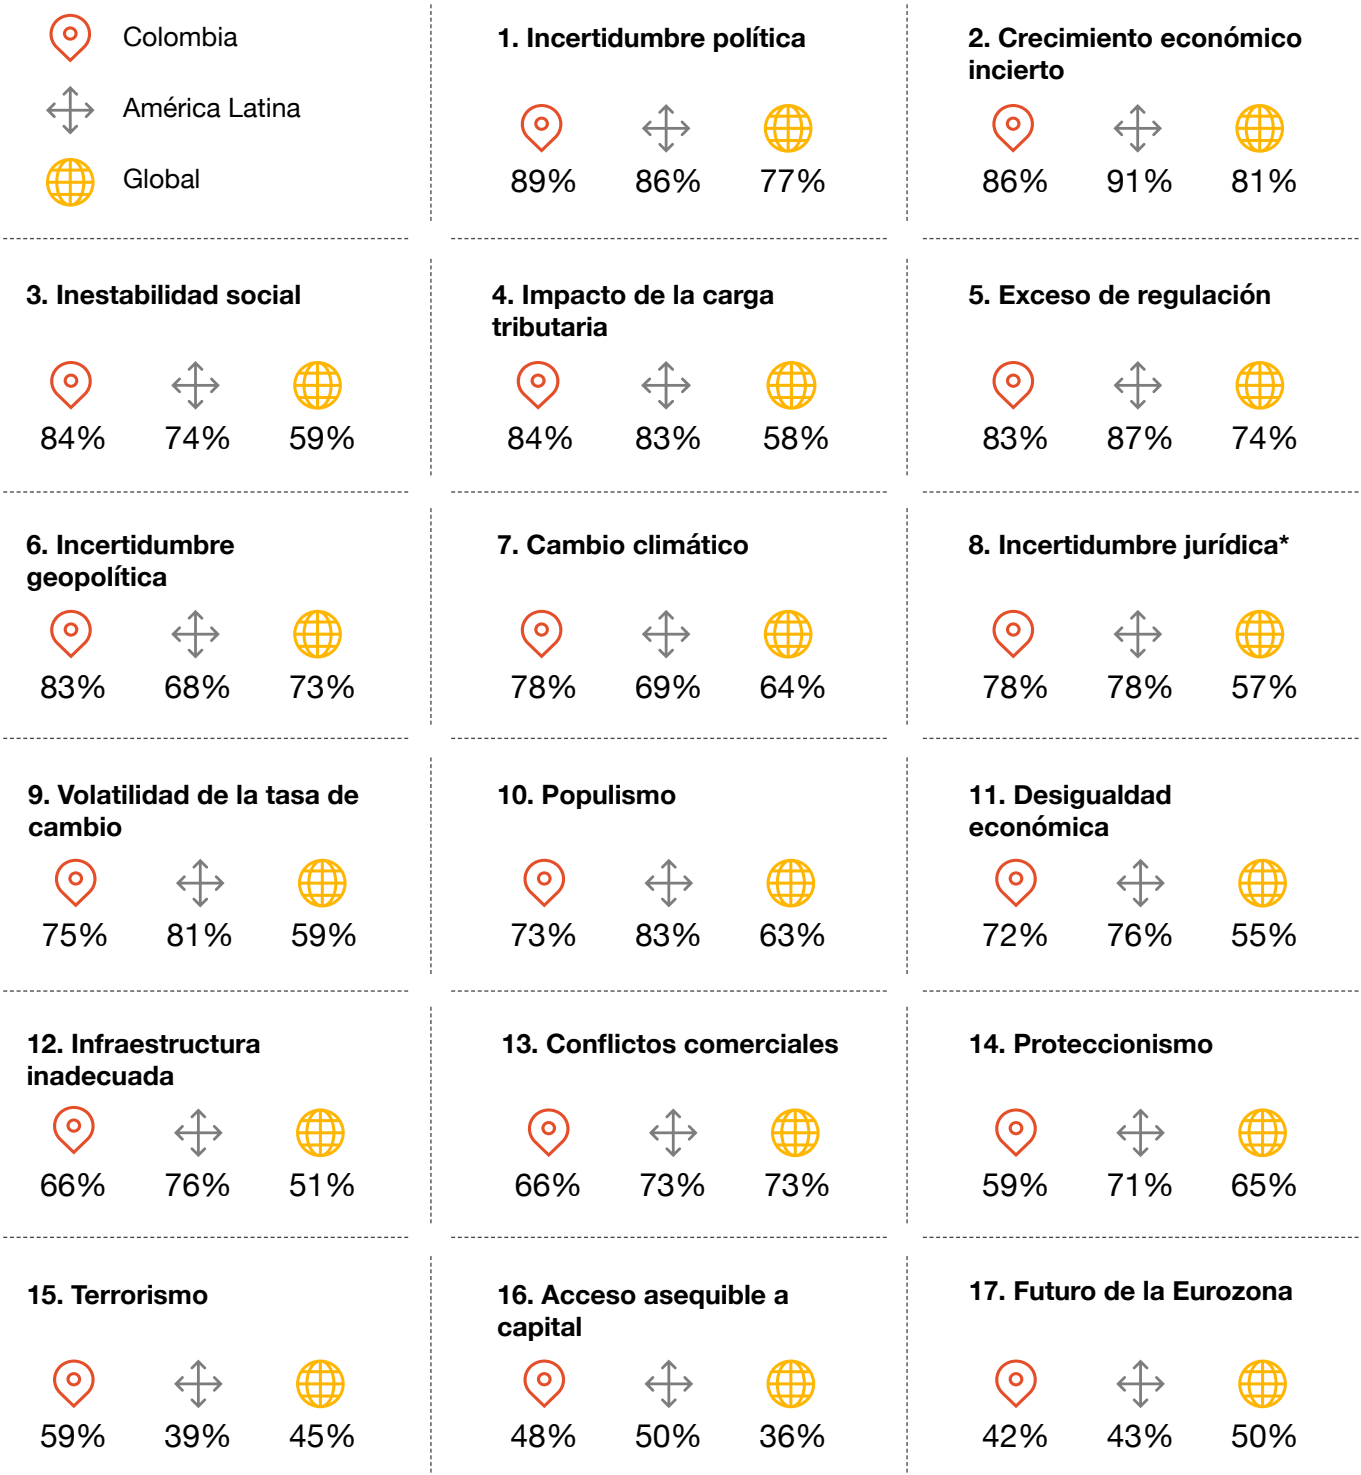 Colombia
América Latina
Global
1. Incertidumbre política
89% 86% 77%
2. Crecimiento económico
incierto
86% 91% 81%
3. Inestabilidad social
84% 74% 59%
4. Impacto de la carga
tributaria
84% 83% 58%
5. Exceso de regulación
83% 87% 74%
6. Incertidumbre
geopolítica
83% 68% 73%
7. Cambio climático
78% 69% 64%
8. Incertidumbre jurídica*
78% 78% 57%
9. Volatilidad de la tasa de
cambio
75% 81% 59%
10. Populismo
73% 83% 63%
11. Desigualdad
económica
72% 76% 55%
12. Infraestructura
inadecuada
66% 76% 51%
13. Conflictos comerciales
66% 73% 73%
14. Proteccionismo
59% 71% 65%
15. Terrorismo
59% 39% 45%
16. Acceso asequible a
capital
48% 50% 36%
17. Futuro de la Eurozona
42% 43% 50%